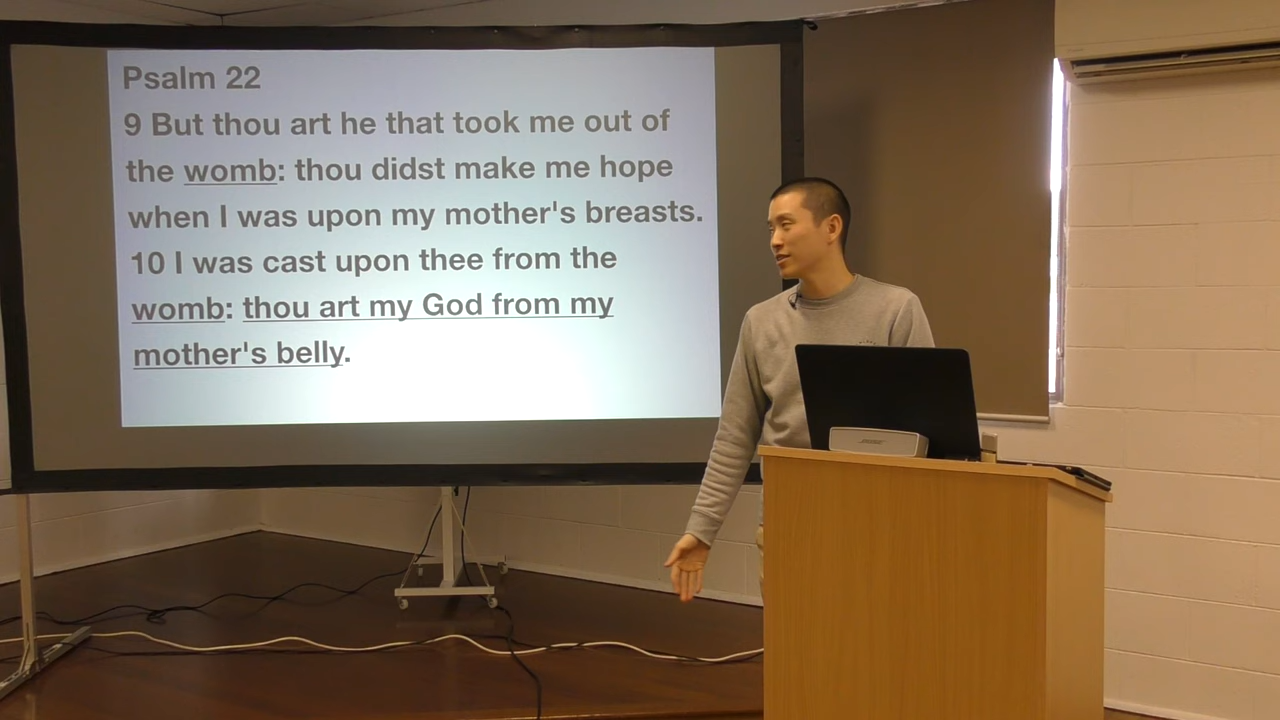 Psalm 22
9 But thou art he that took me out of
the womb: thou didst make me hope
when I was upon my mother's breasts.
10 I was cast upon thee from the
womb: thou art my God from my
mother's belly.
BOSE